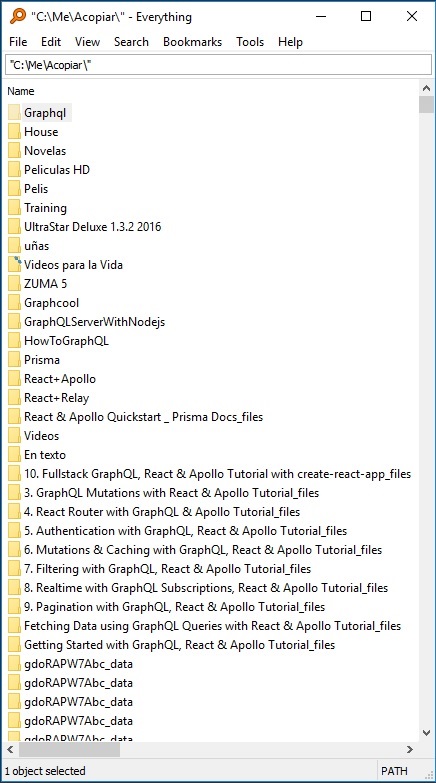 "C:\Me\Acopiar\" - Everything
File Edit View Search Bookmarks Tools Help
"C:\Me\Acopiar\"
Name
Graphql
House
Novelas
Peliculas HD
Pelis
Training
UltraStar Deluxe 1.3.2 2016
uñas
Videos para la Vida
ZUMA 5
Graphcool
GraphQLServerWithNodejs
HowToGraphQL
Prisma
React+Apollo
React+Relay
React & Apollo Quickstart _ Prisma Docs_files
Videos
En texto
10. Fullstack GraphQL, React & Apollo Tutorial with create-react-app_files
3. GraphQL Mutations with React & Apollo Tutorial_files
4. React Router with GraphQL & Apollo Tutorial_files
5. Authentication with GraphQL, React & Apollo Tutorial_files
6. Mutations & Caching with GraphQL, React & Apollo Tutorial_files
7. Filtering with GraphQL, React & Apollo Tutorial_files
8. Realtime with GraphQL Subscriptions, React & Apollo Tutorial_files
9. Pagination with GraphQL, React & Apollo Tutorial_files
Fetching Data using GraphQL Queries with React & Apollo Tutorial_files
Getting Started with GraphQL, React & Apollo Tutorial_files
gdoRAPW7Abc_data
gdoRAPW7Abc_data
gdoRAPW7Abc_data
gdoRAPW7Abc_data
gdoRAPW7Abc_data
1 object selected PATH